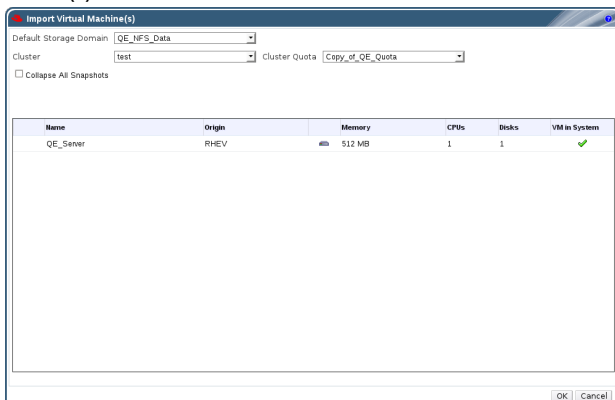 Import Virtual Machine(s)
Default Storage Domain QE_NFS_Data
Cluster test Cluster Quota Copy_of_QE_Quota
Collapse All Snapshots
Name Origin Memory CPUs Disks VM in System
QE_Server RHEV 512 MB 1 1
OK Cancel